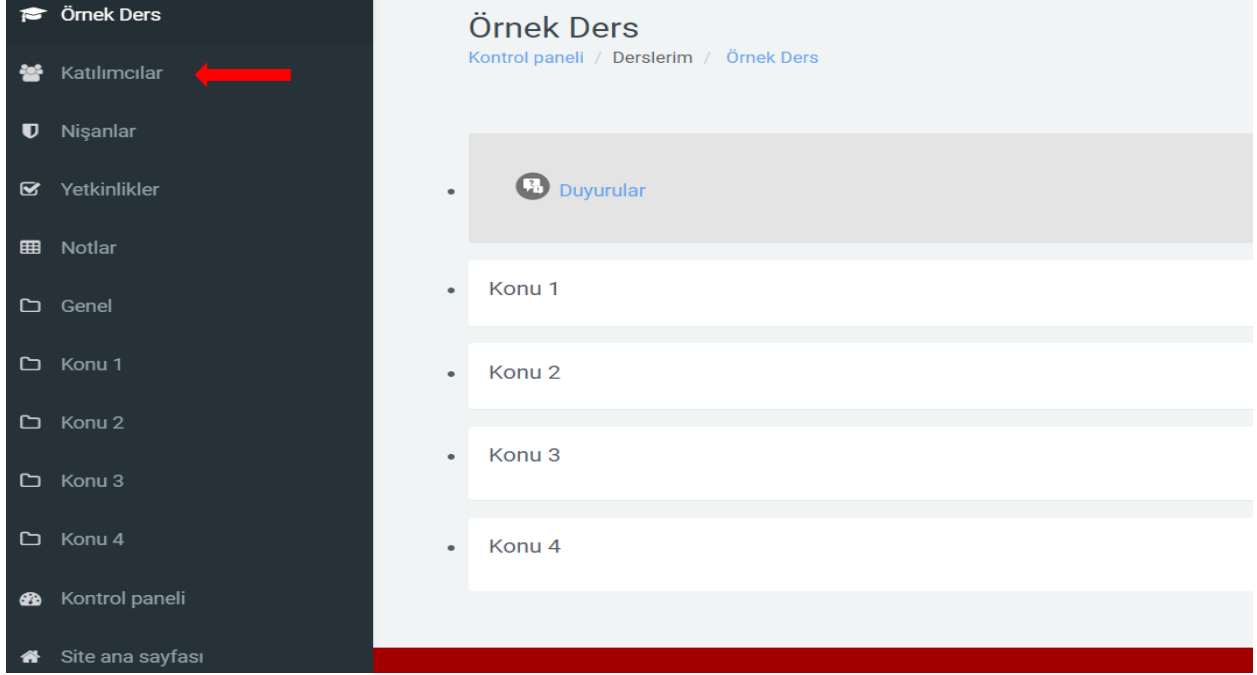 Örnek Ders
Katılımcılar
Nişanlar
Yetkinlikler
Notlar
Genel
Konu 1
Konu 2
Konu 3
Konu 4
Kontrol paneli
Site ana sayfası
Örnek Ders
Kontrol paneli / Derslerim / Örnek Ders
Duyurular
Konu 1
Konu 2
Konu 3
Konu 4